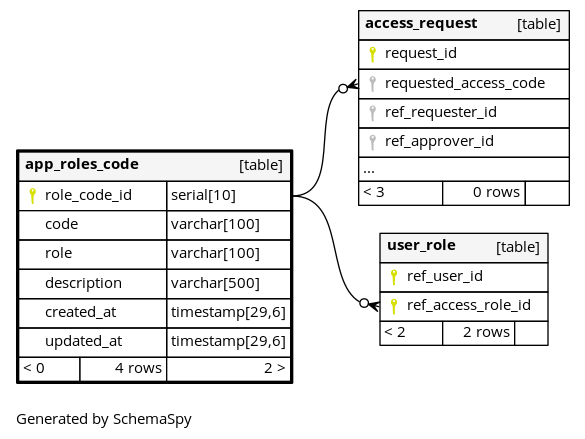 access_request [table]
request_id
requested_access_code
ref_requester_id
ref_approver_id
...
< 3 0 rows
app_roles_code [table]
role_code_id serial[10]
code varchar[100]
role varchar[100]
description varchar[500]
created_at timestamp[29,6]
updated_at timestamp[29,6]
< 0 4 rows 2 >
user_role [table]
ref_user_id
ref_access_role_id
< 2 2 rows
Generated by SchemaSpy